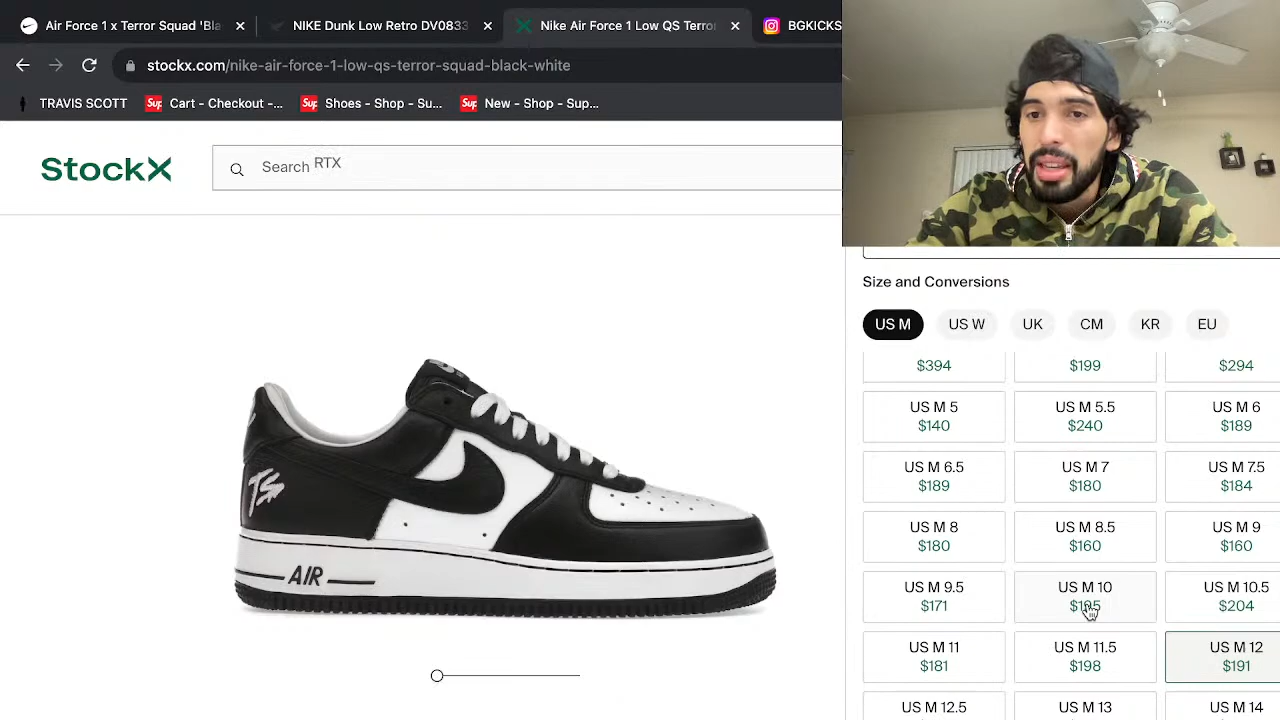 Air Force 1 x Terror Squad 'Bla
NIKE Dunk Low Retro DV0833
Nike Air Force 1 Low QS Terror
BGKICKS
stockx.com/nike-air-force-1-low-qs-terror-squad-black-white
TRAVIS SCOTT
Sup Cart - Checkout -...
Sup Shoes - Shop - Su...
Sup New - Shop - Sup...
StockX
Search RTX
Size and Conversions
US M US W UK CM KR EU
$394 $199 $294
US M 5 US M 5.5 US M 6
$140 $240 $189
US M 6.5 US M 7 US M 7.5
$189 $180 $184
US M 8 US M 8.5 US M 9
$180 $160 $160
US M 9.5 US M 10 US M 10.5
$171 $204
US M 11 US M 11.5 US M 12
$181 $198 $191
US M 12.5 US M 13 US M 14
TS
AIR